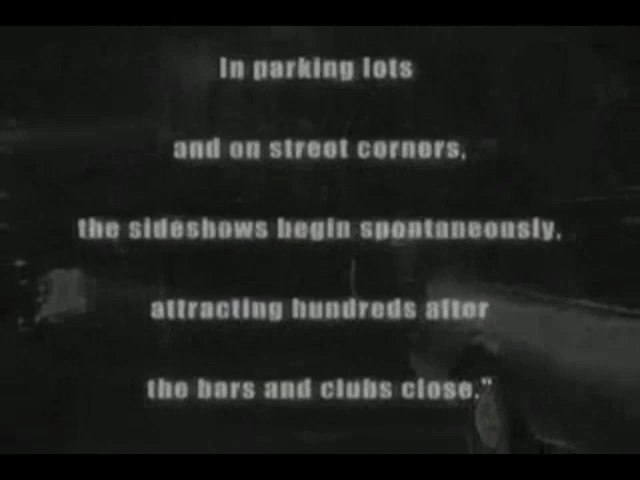 In parking lots
and on street corners,
the sideshows begin spontaneously,
attracting hundreds after
the bars and clubs close."